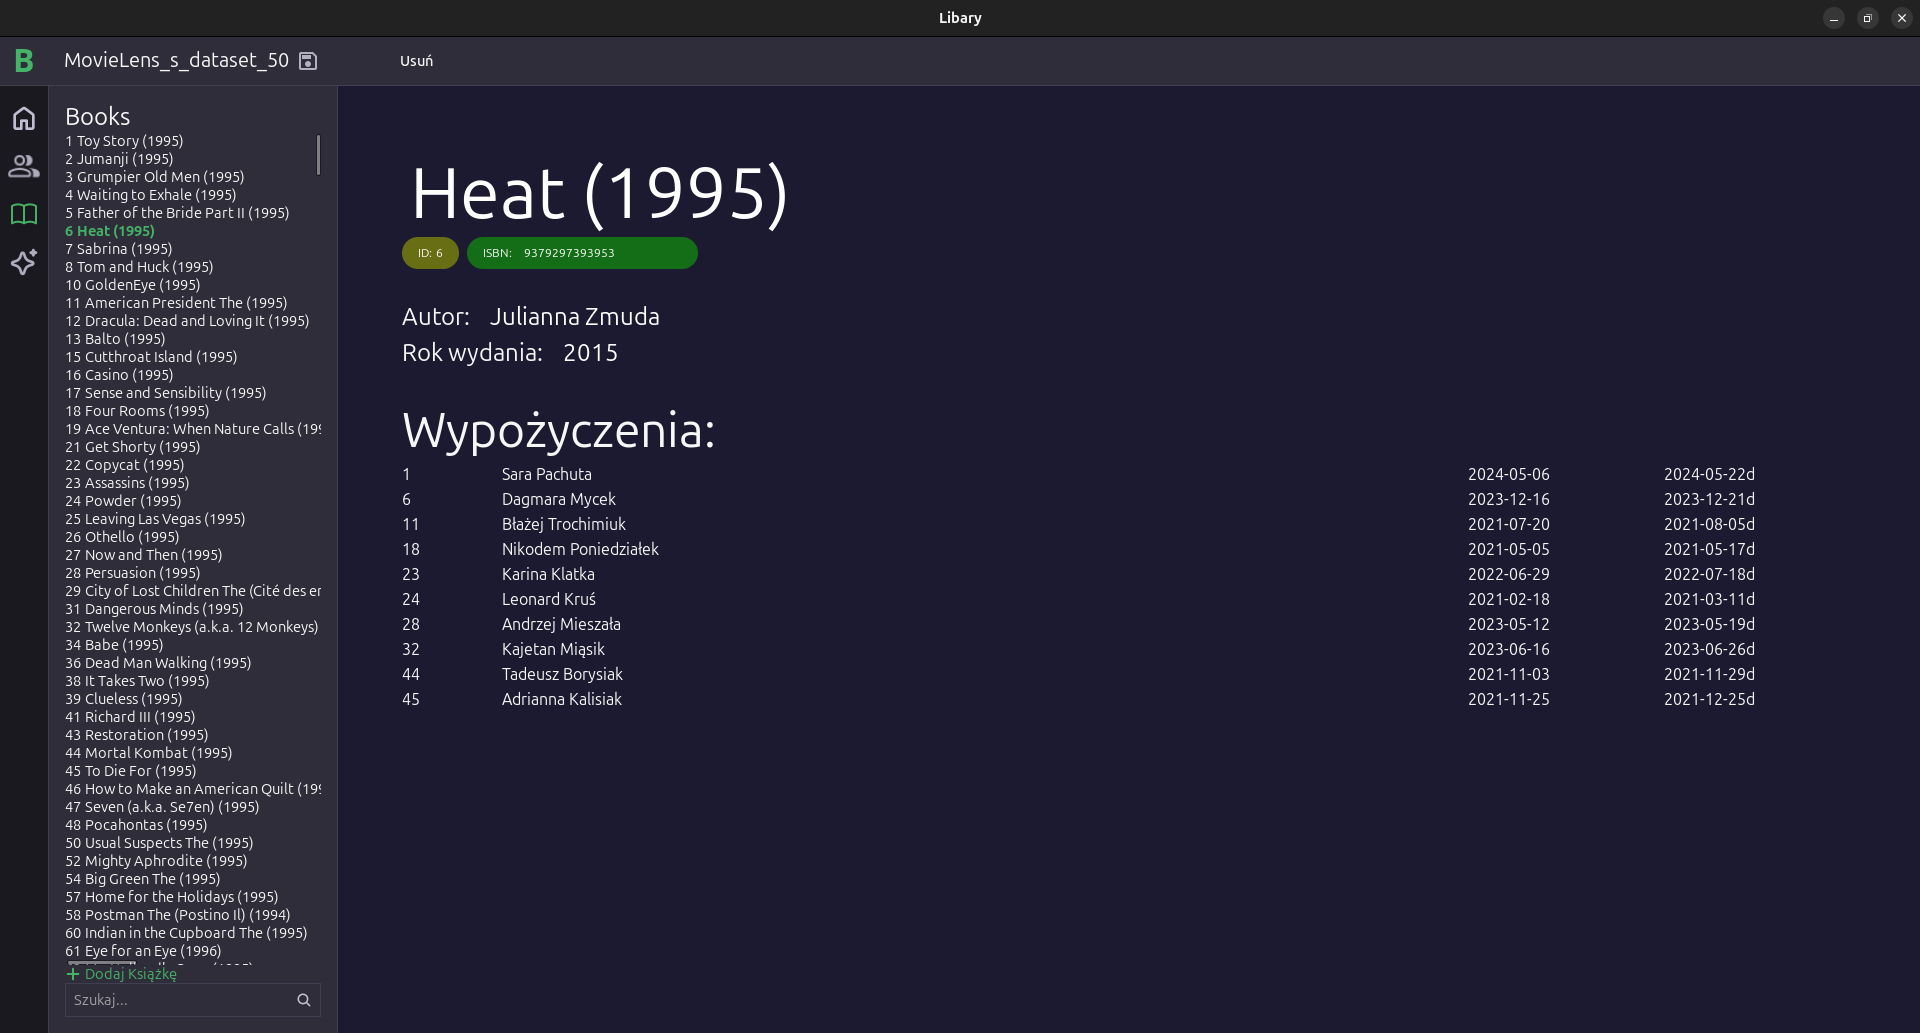 Libary
B MovieLens_s_dataset_50 Usuń
Books
1 Toy Story (1995)
2 Jumanji (1995)
3 Grumpier Old Men (1995)
4 Waiting to Exhale (1995)
5 Father of the Bride Part II (1995)
6 Heat (1995)
7 Sabrina (1995)
8 Tom and Huck (1995)
10 GoldenEye (1995)
11 American President The (1995)
12 Dracula: Dead and Loving It (1995)
13 Balto (1995)
15 Cutthroat Island (1995)
16 Casino (1995)
17 Sense and Sensibility (1995)
18 Four Rooms (1995)
19 Ace Ventura: When Nature Calls (199
21 Get Shorty (1995)
22 Copycat (1995)
23 Assassins (1995)
24 Powder (1995)
25 Leaving Las Vegas (1995)
26 Othello (1995)
27 Now and Then (1995)
28 Persuasion (1995)
29 City of Lost Children The (Cité des er
31 Dangerous Minds (1995)
32 Twelve Monkeys (a.k.a. 12 Monkeys)
34 Babe (1995)
36 Dead Man Walking (1995)
38 It Takes Two (1995)
39 Clueless (1995)
41 Richard III (1995)
43 Restoration (1995)
44 Mortal Kombat (1995)
45 To Die For (1995)
46 How to Make an American Quilt (199
47 Seven (a.k.a. Se7en) (1995)
48 Pocahontas (1995)
50 Usual Suspects The (1995)
52 Mighty Aphrodite (1995)
54 Big Green The (1995)
57 Home for the Holidays (1995)
58 Postman The (Postino Il) (1994)
60 Indian in the Cupboard The (1995)
61 Eye for an Eye (1996)
Dodaj Książkę
Szukaj...
Heat (1995)
ID: 6 ISBN: 9379297393953
Autor: Julianna Zmuda
Rok wydania: 2015
Wypożyczenia:
1 Sara Pachuta 2024-05-06 2024-05-22d
6 Dagmara Mycek 2023-12-16 2023-12-21d
11 Błażej Trochimiuk 2021-07-20 2021-08-05d
18 Nikodem Poniedziałek 2021-05-05 2021-05-17d
23 Karina Klatka 2022-06-29 2022-07-18d
24 Leonard Kruś 2021-02-18 2021-03-11d
28 Andrzej Mieszała 2023-05-12 2023-05-19d
32 Kajetan Miąsik 2023-06-16 2023-06-26d
44 Tadeusz Borysiak 2021-11-03 2021-11-29d
45 Adrianna Kalisiak 2021-11-25 2021-12-25d